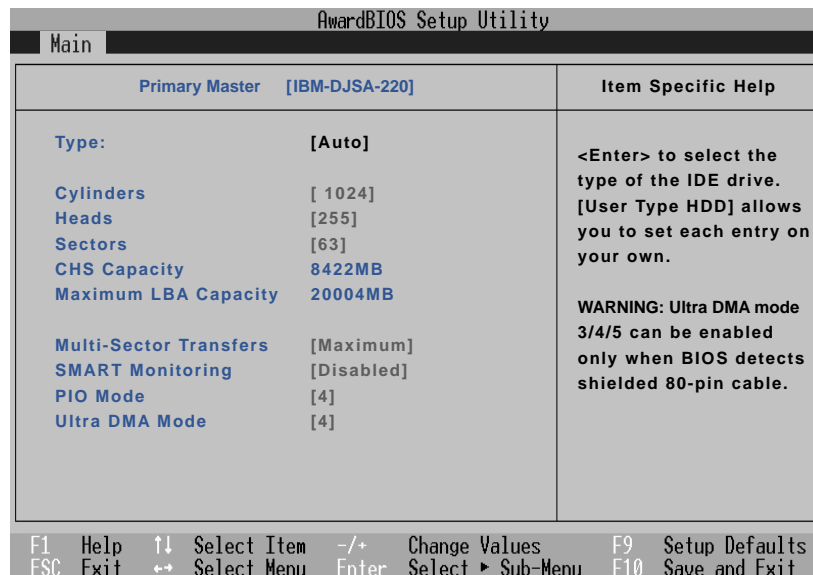 AwardBIOS Setup Utility
Main
Primary Master [IBM-DJSA-220]
Item Specific Help
Type: [Auto]
Cylinders [ 1024]
Heads [255]
Sectors [63]
CHS Capacity 8422MB
Maximum LBA Capacity 20004MB
Multi-Sector Transfers [Maximum]
SMART Monitoring [Disabled]
PIO Mode [4]
Ultra DMA Mode [4]
<Enter> to select the
type of the IDE drive.
[User Type HDD] allows
you to set each entry on
your own.
WARNING: Ultra DMA mode
3/4/5 can be enabled
only when BIOS detects
shielded 80-pin cable.
F1 Help ↑↓ Select Item -/+ Change Values F9 Setup Defaults
ESC Exit ←→ Select Menu Enter Select ► Sub-Menu F10 Save and Exit